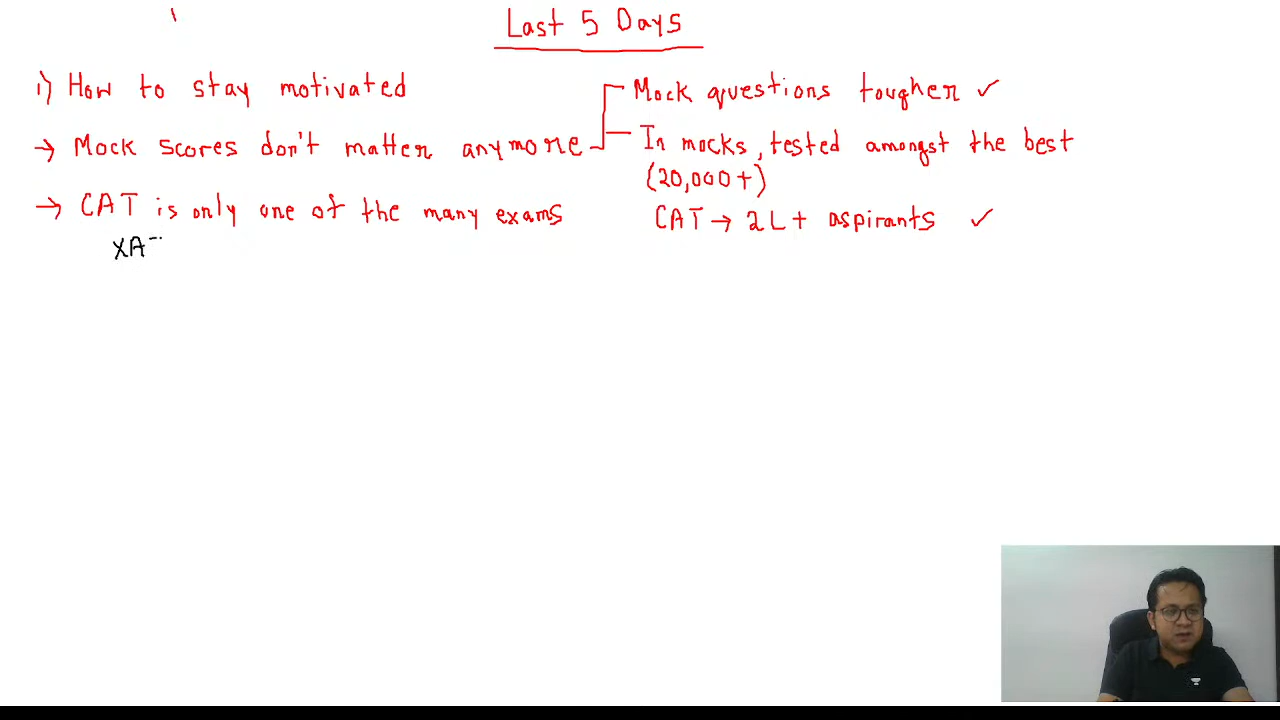 Last 5 Days
i) How to stay motivated
→ Mock scores don't matter anymore
Mock questions tougher ✓
In mocks, tested amongst the best
(20,000+)
CAT → 2L+ aspirants ✓
→ CAT is only one of the many exams
XA